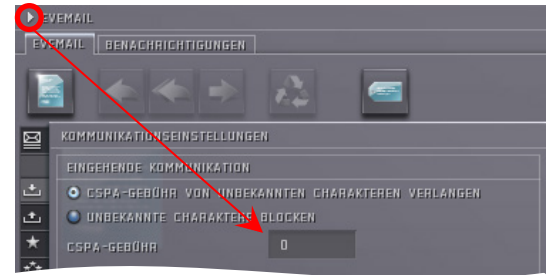 EVEMAIL
EVEMAIL BENACHRICHTIGUNGEN
KOMMUNIKATIONSEINSTELLUNGEN
EINGEHENDE KOMMUNIKATION
CSPA-GEBÜHR VON UNBEKANNTEN CHARAKTEREN VERLANGEN
UNBEKANNTE CHARAKTERE BLOCKEN
CSPA-GEBÜHR 0